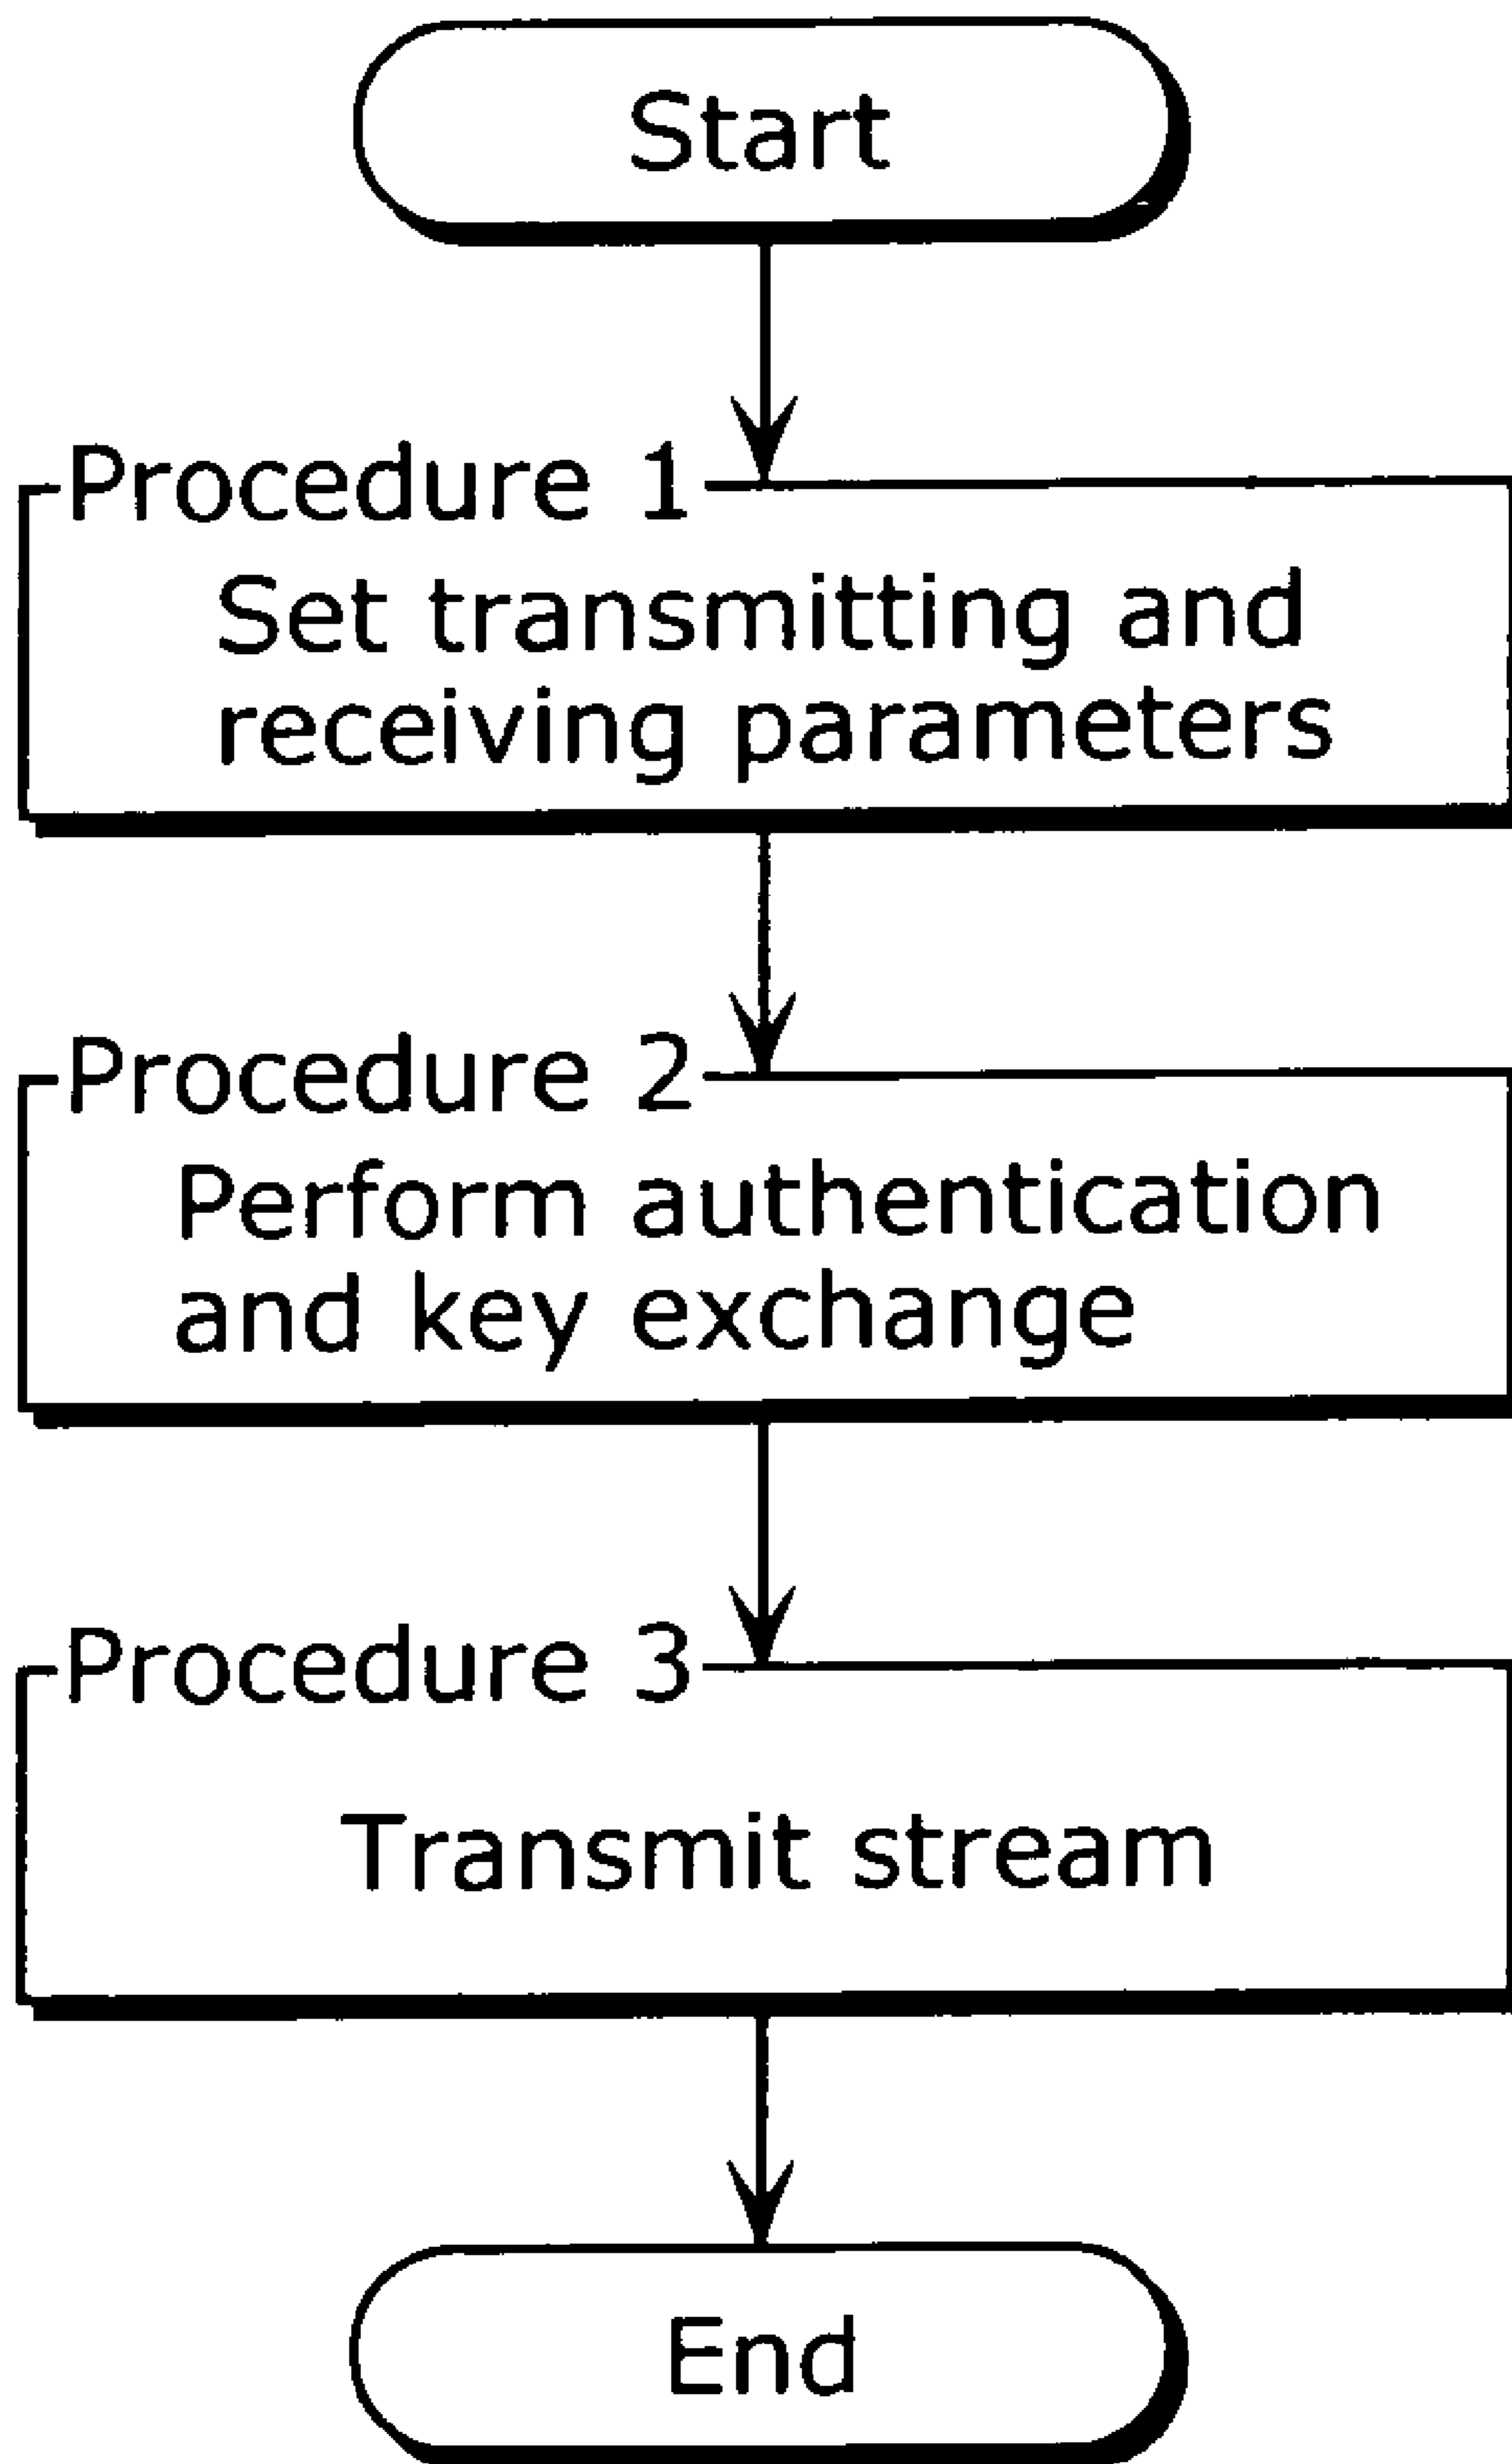 Start
Procedure 1
Set transmitting and
receiving parameters
Procedure 2
Perform authentication
and key exchange
Procedure 3
Transmit stream
End